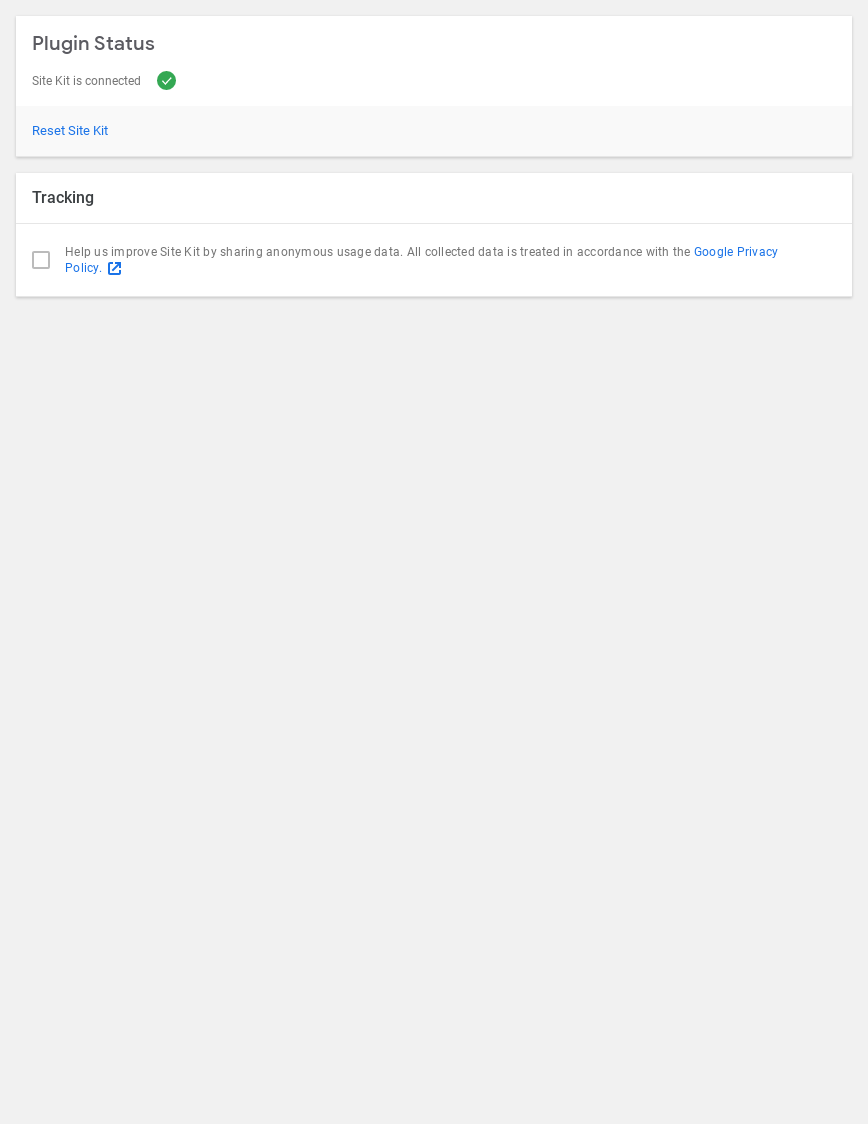 Plugin Status
Site Kit is connected
Reset Site Kit
Tracking
Help us improve Site Kit by sharing anonymous usage data. All collected data is treated in accordance with the Google Privacy
Policy.